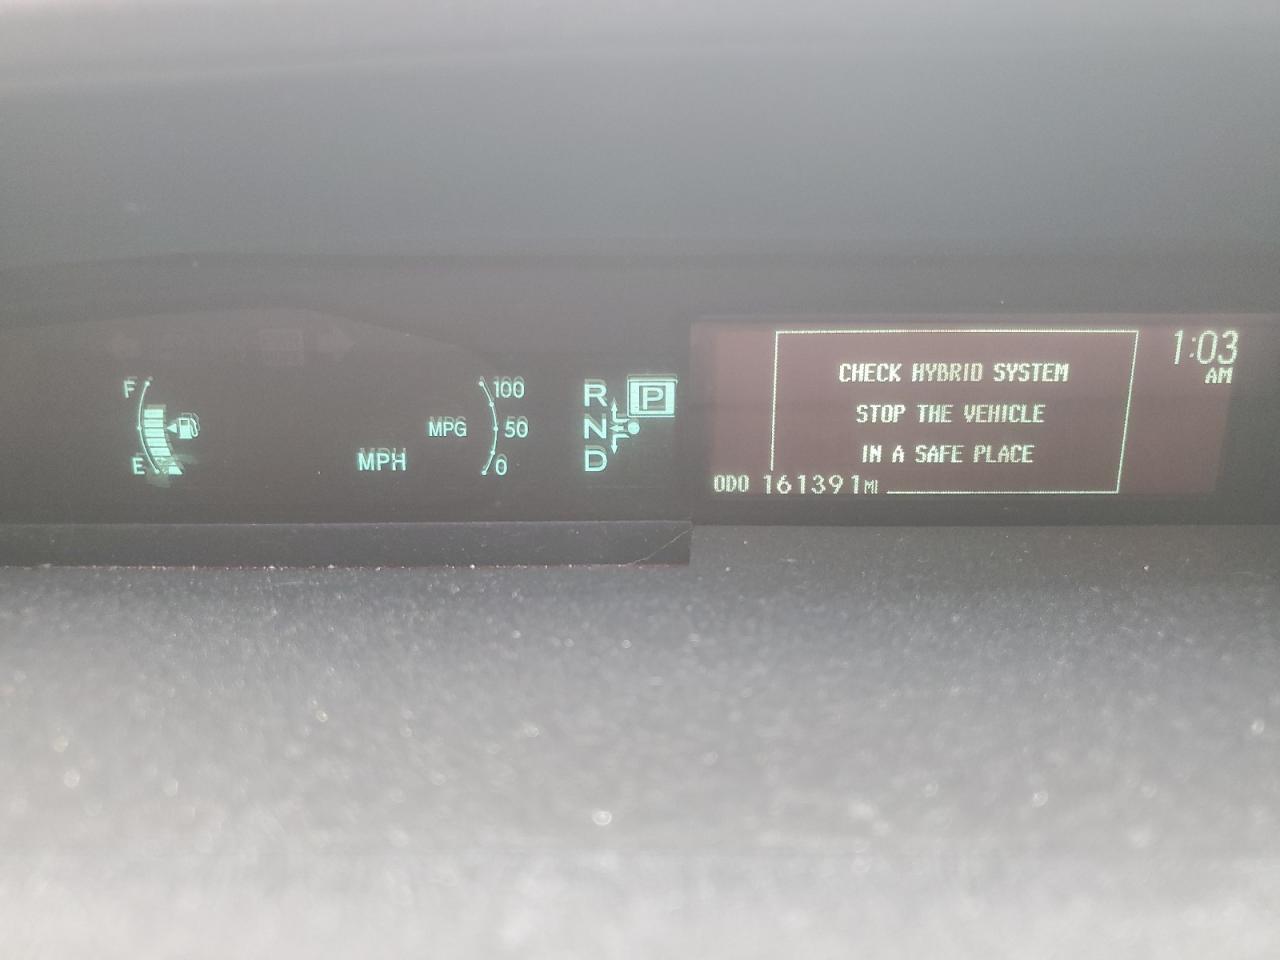 F
E
MPH
MPG
100
50
0
R
P
N
D
CHECK HYBRID SYSTEM
STOP THE VEHICLE
IN A SAFE PLACE
ODO 161391MI
1:03
AM